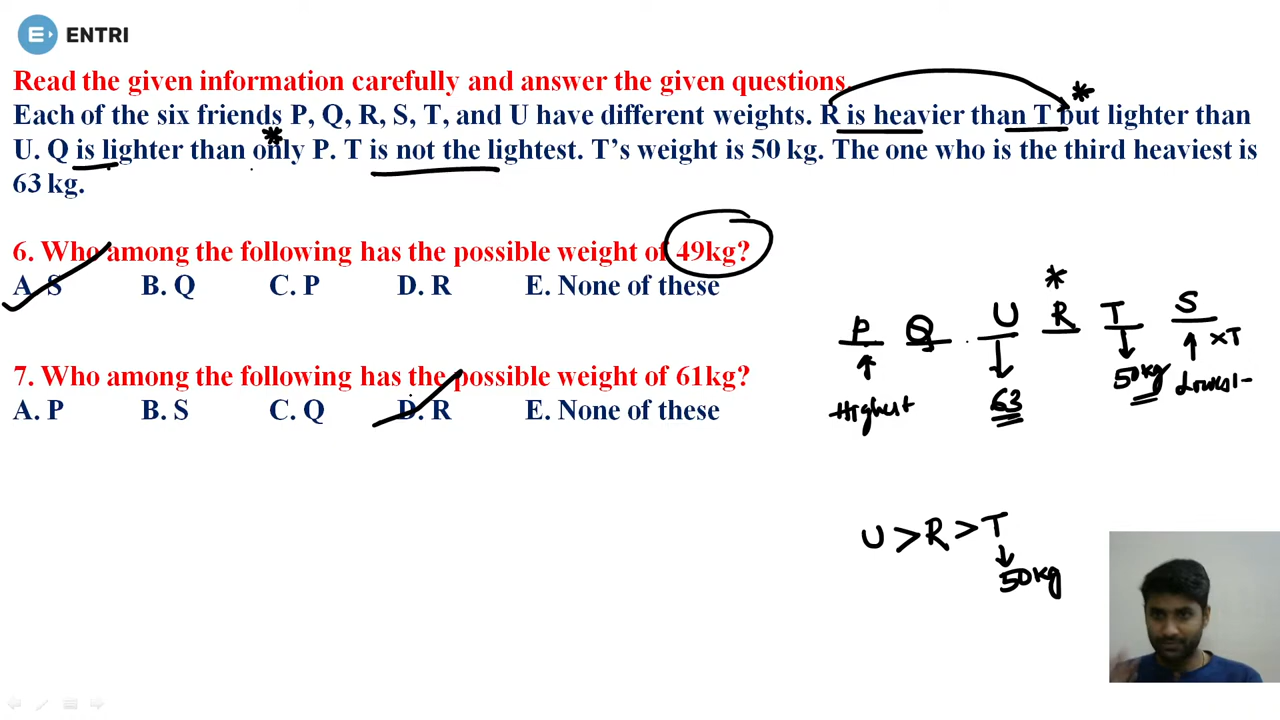 ENTRI
Read the given information carefully and answer the given questions.
Each of the six friends P, Q, R, S, T, and U have different weights. R is heavier than T but lighter than
U. Q is lighter than only P. T is not the lightest. T's weight is 50 kg. The one who is the third heaviest is
63 kg.
6. Who among the following has the possible weight of 49kg?
A. S B. Q C. P D. R E. None of these
7. Who among the following has the possible weight of 61kg?
A. P B. S C. Q D. R E. None of these
*
P Q U R T S
xT
50kg
Highest 63 Lowest
U > R > T
50kg